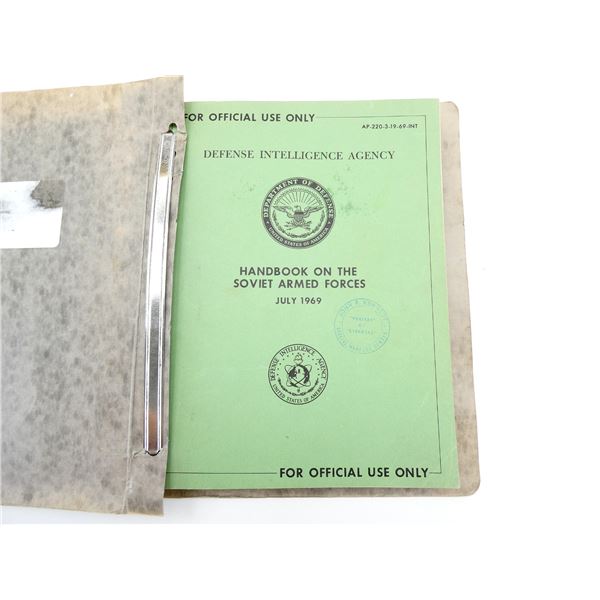 FOR OFFICIAL USE ONLY
AP-220-3-19-69-INT
DEFENSE INTELLIGENCE AGENCY
DEPARTMENT OF DEFENSE
UNITED STATES OF AMERICA
HANDBOOK ON THE
SOVIET ARMED FORCES
JULY 1969
DEFENSE INTELLIGENCE AGENCY
UNITED STATES OF AMERICA
FOR OFFICIAL USE ONLY